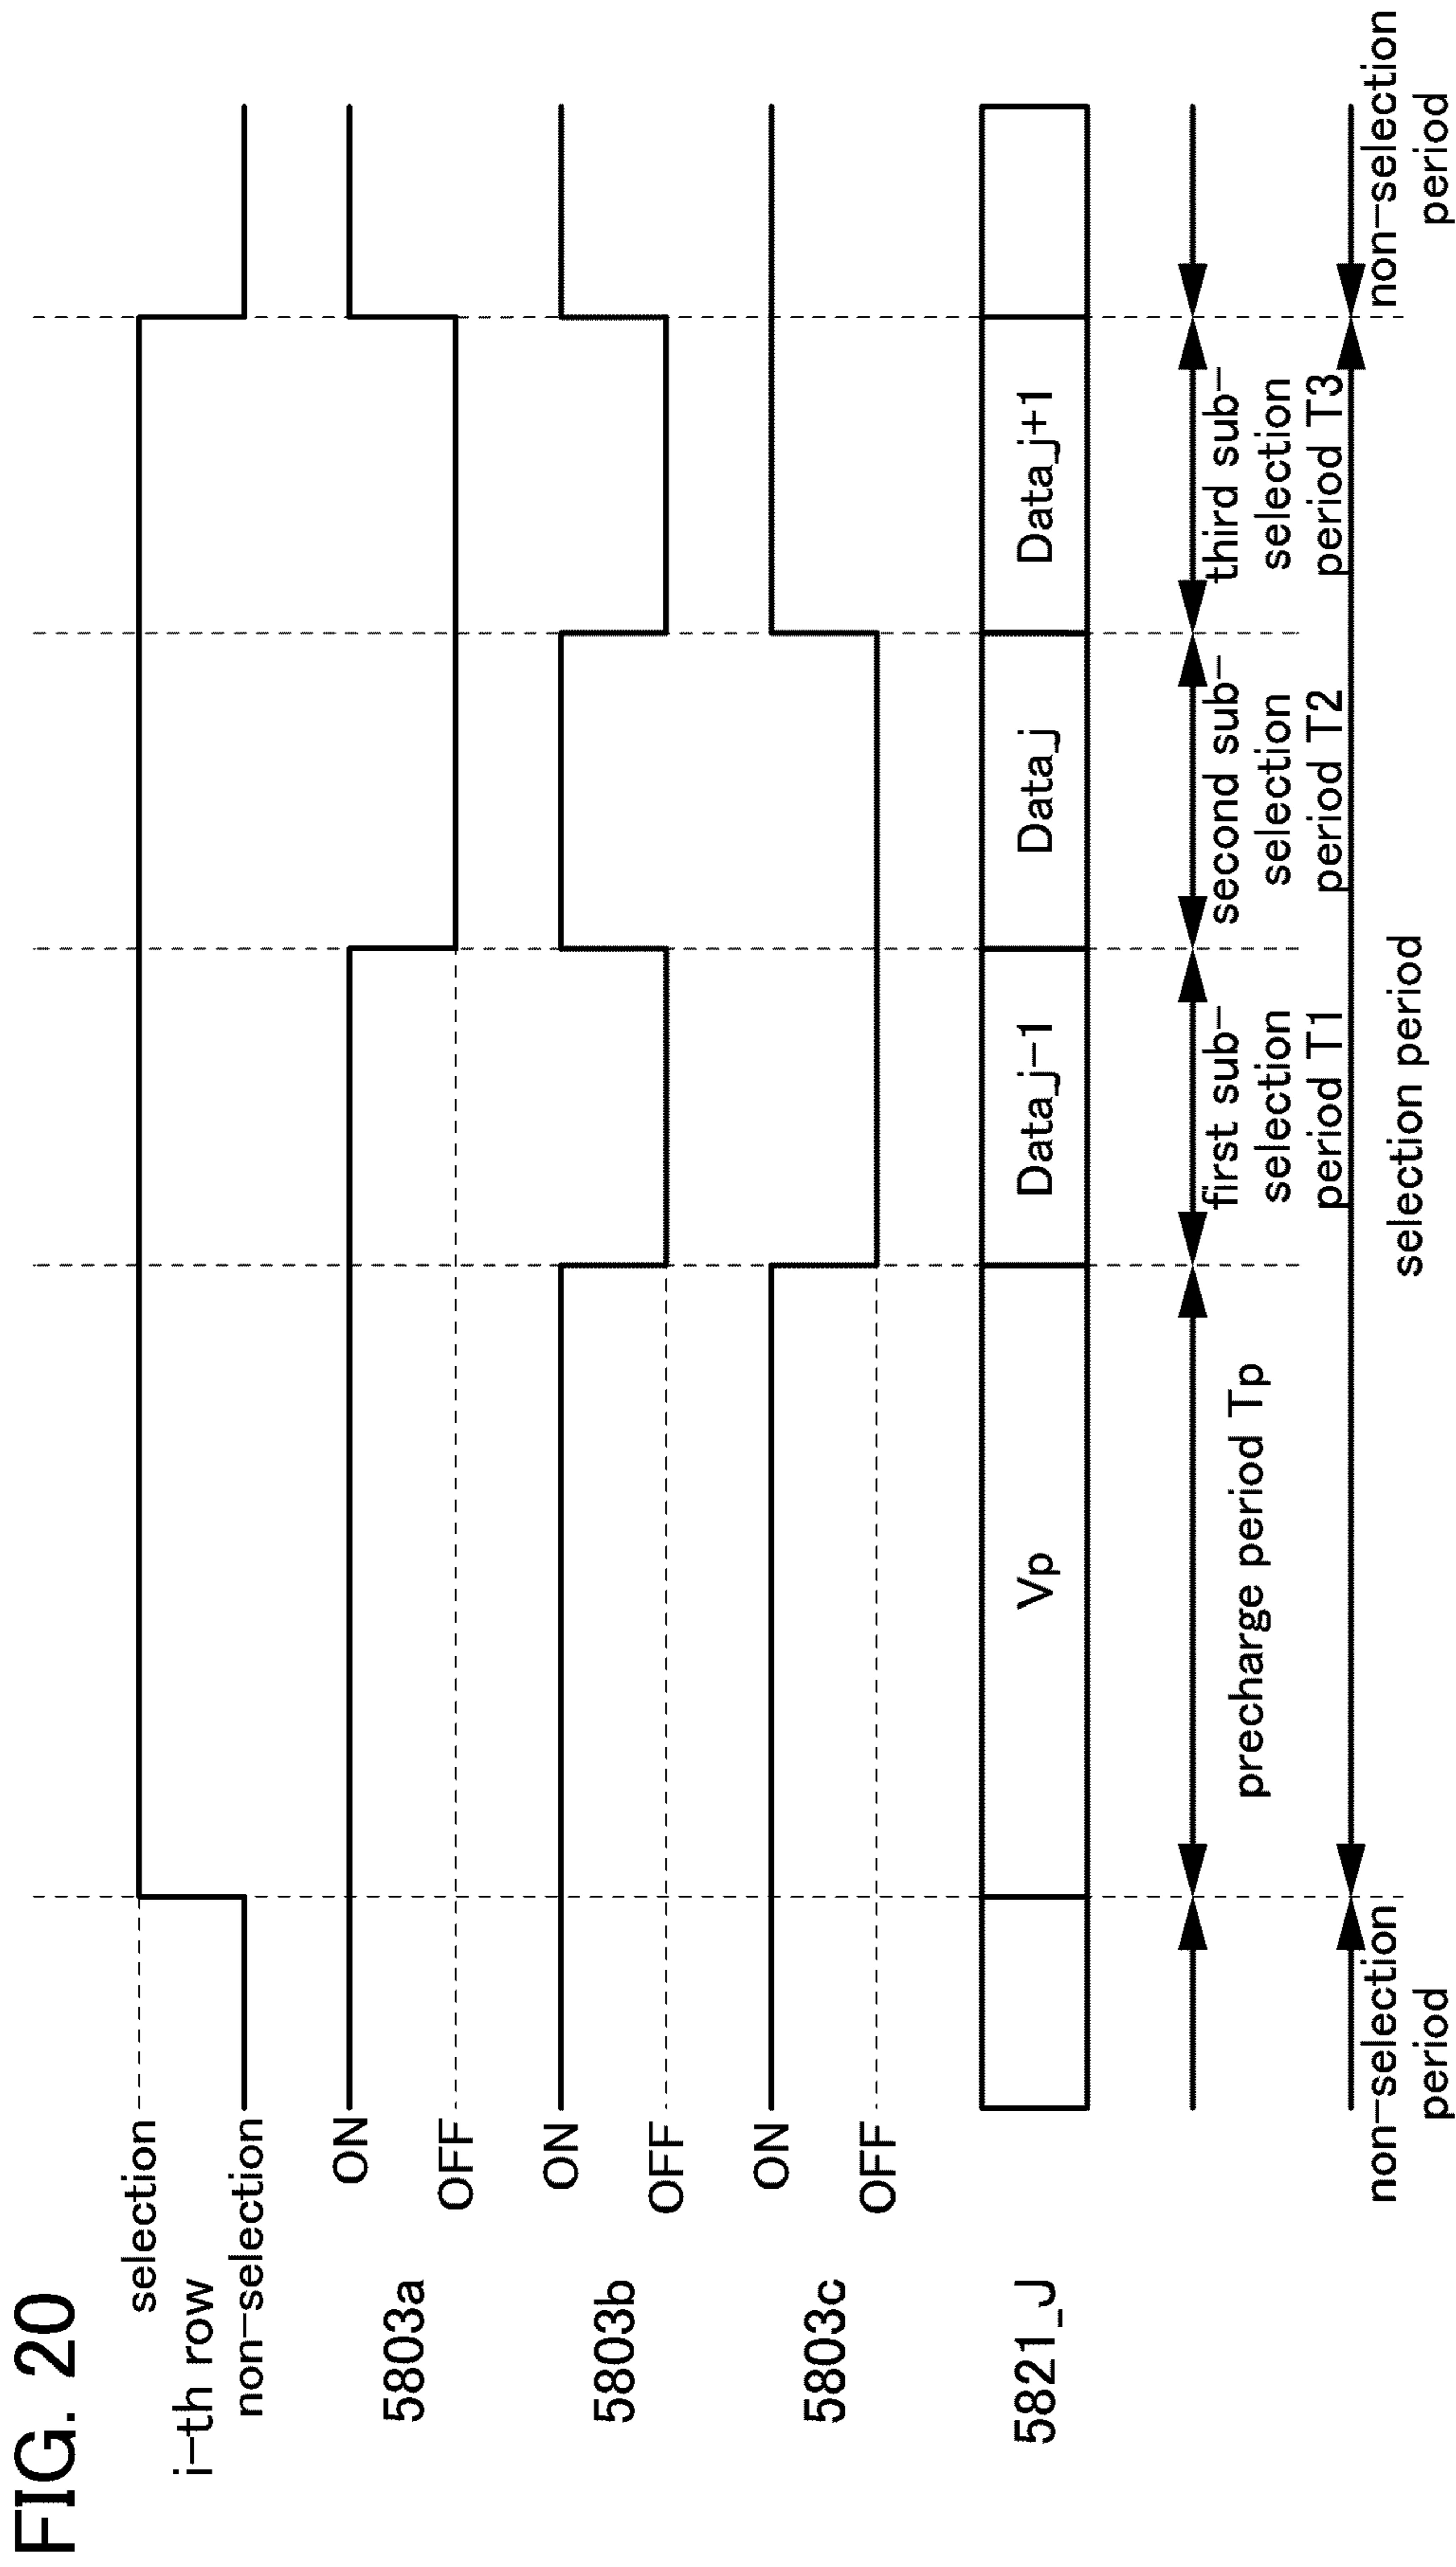 FIG. 20
selection
i-th row
non-selection
5803a
ON
OFF
5803b
ON
OFF
5803c
ON
OFF
5821_J
Vp
Data_j-1
Data_j
Data_j+1
precharge period Tp
first sub-
selection
period T1
second sub-
selection
period T2
third sub-
selection
period T3
non-selection
period
selection period
non-selection
period